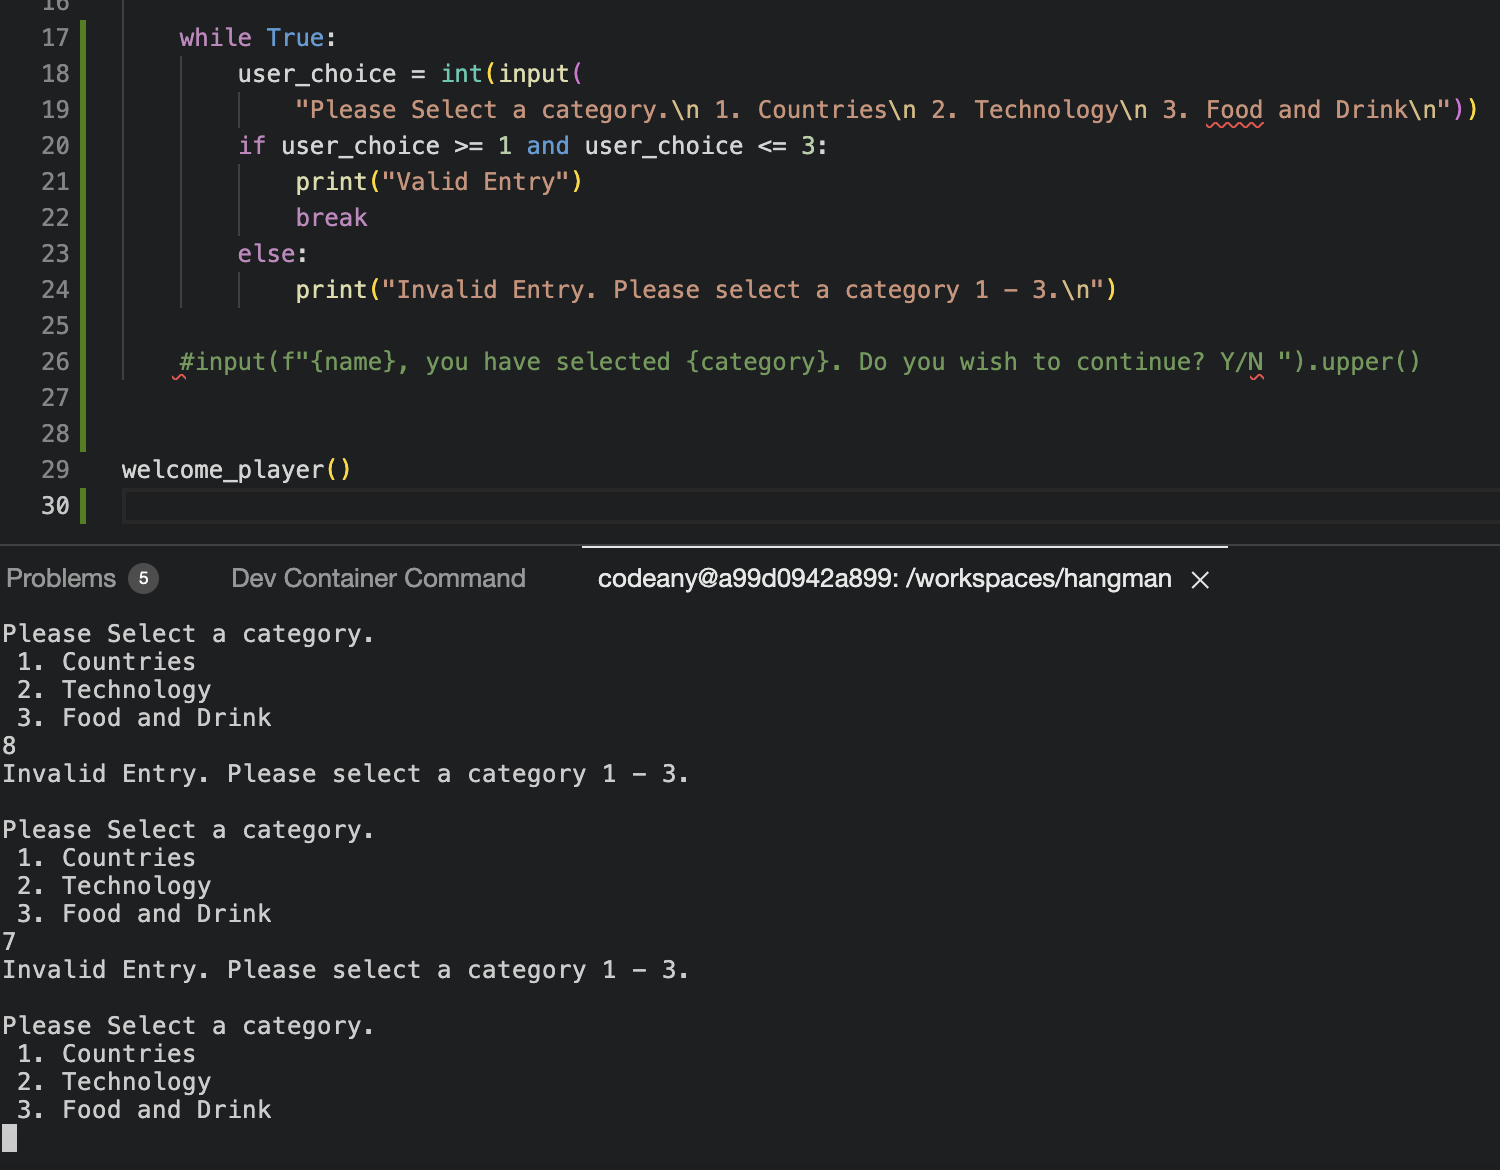 16
17 while True:
18 user_choice = int(input(
19 "Please Select a category.\n 1. Countries\n 2. Technology\n 3. Food and Drink\n"))
20 if user_choice >= 1 and user_choice <= 3:
21 print("Valid Entry")
22 break
23 else:
24 print("Invalid Entry. Please select a category 1 - 3.\n")
25
26 #input(f"{name}, you have selected {category}. Do you wish to continue? Y/N ").upper()
27
28
29 welcome_player()
30
Problems 5 Dev Container Command codeany@a99d0942a899: /workspaces/hangman
Please Select a category.
1. Countries
2. Technology
3. Food and Drink
8
Invalid Entry. Please select a category 1 - 3.
Please Select a category.
1. Countries
2. Technology
3. Food and Drink
7
Invalid Entry. Please select a category 1 - 3.
Please Select a category.
1. Countries
2. Technology
3. Food and Drink